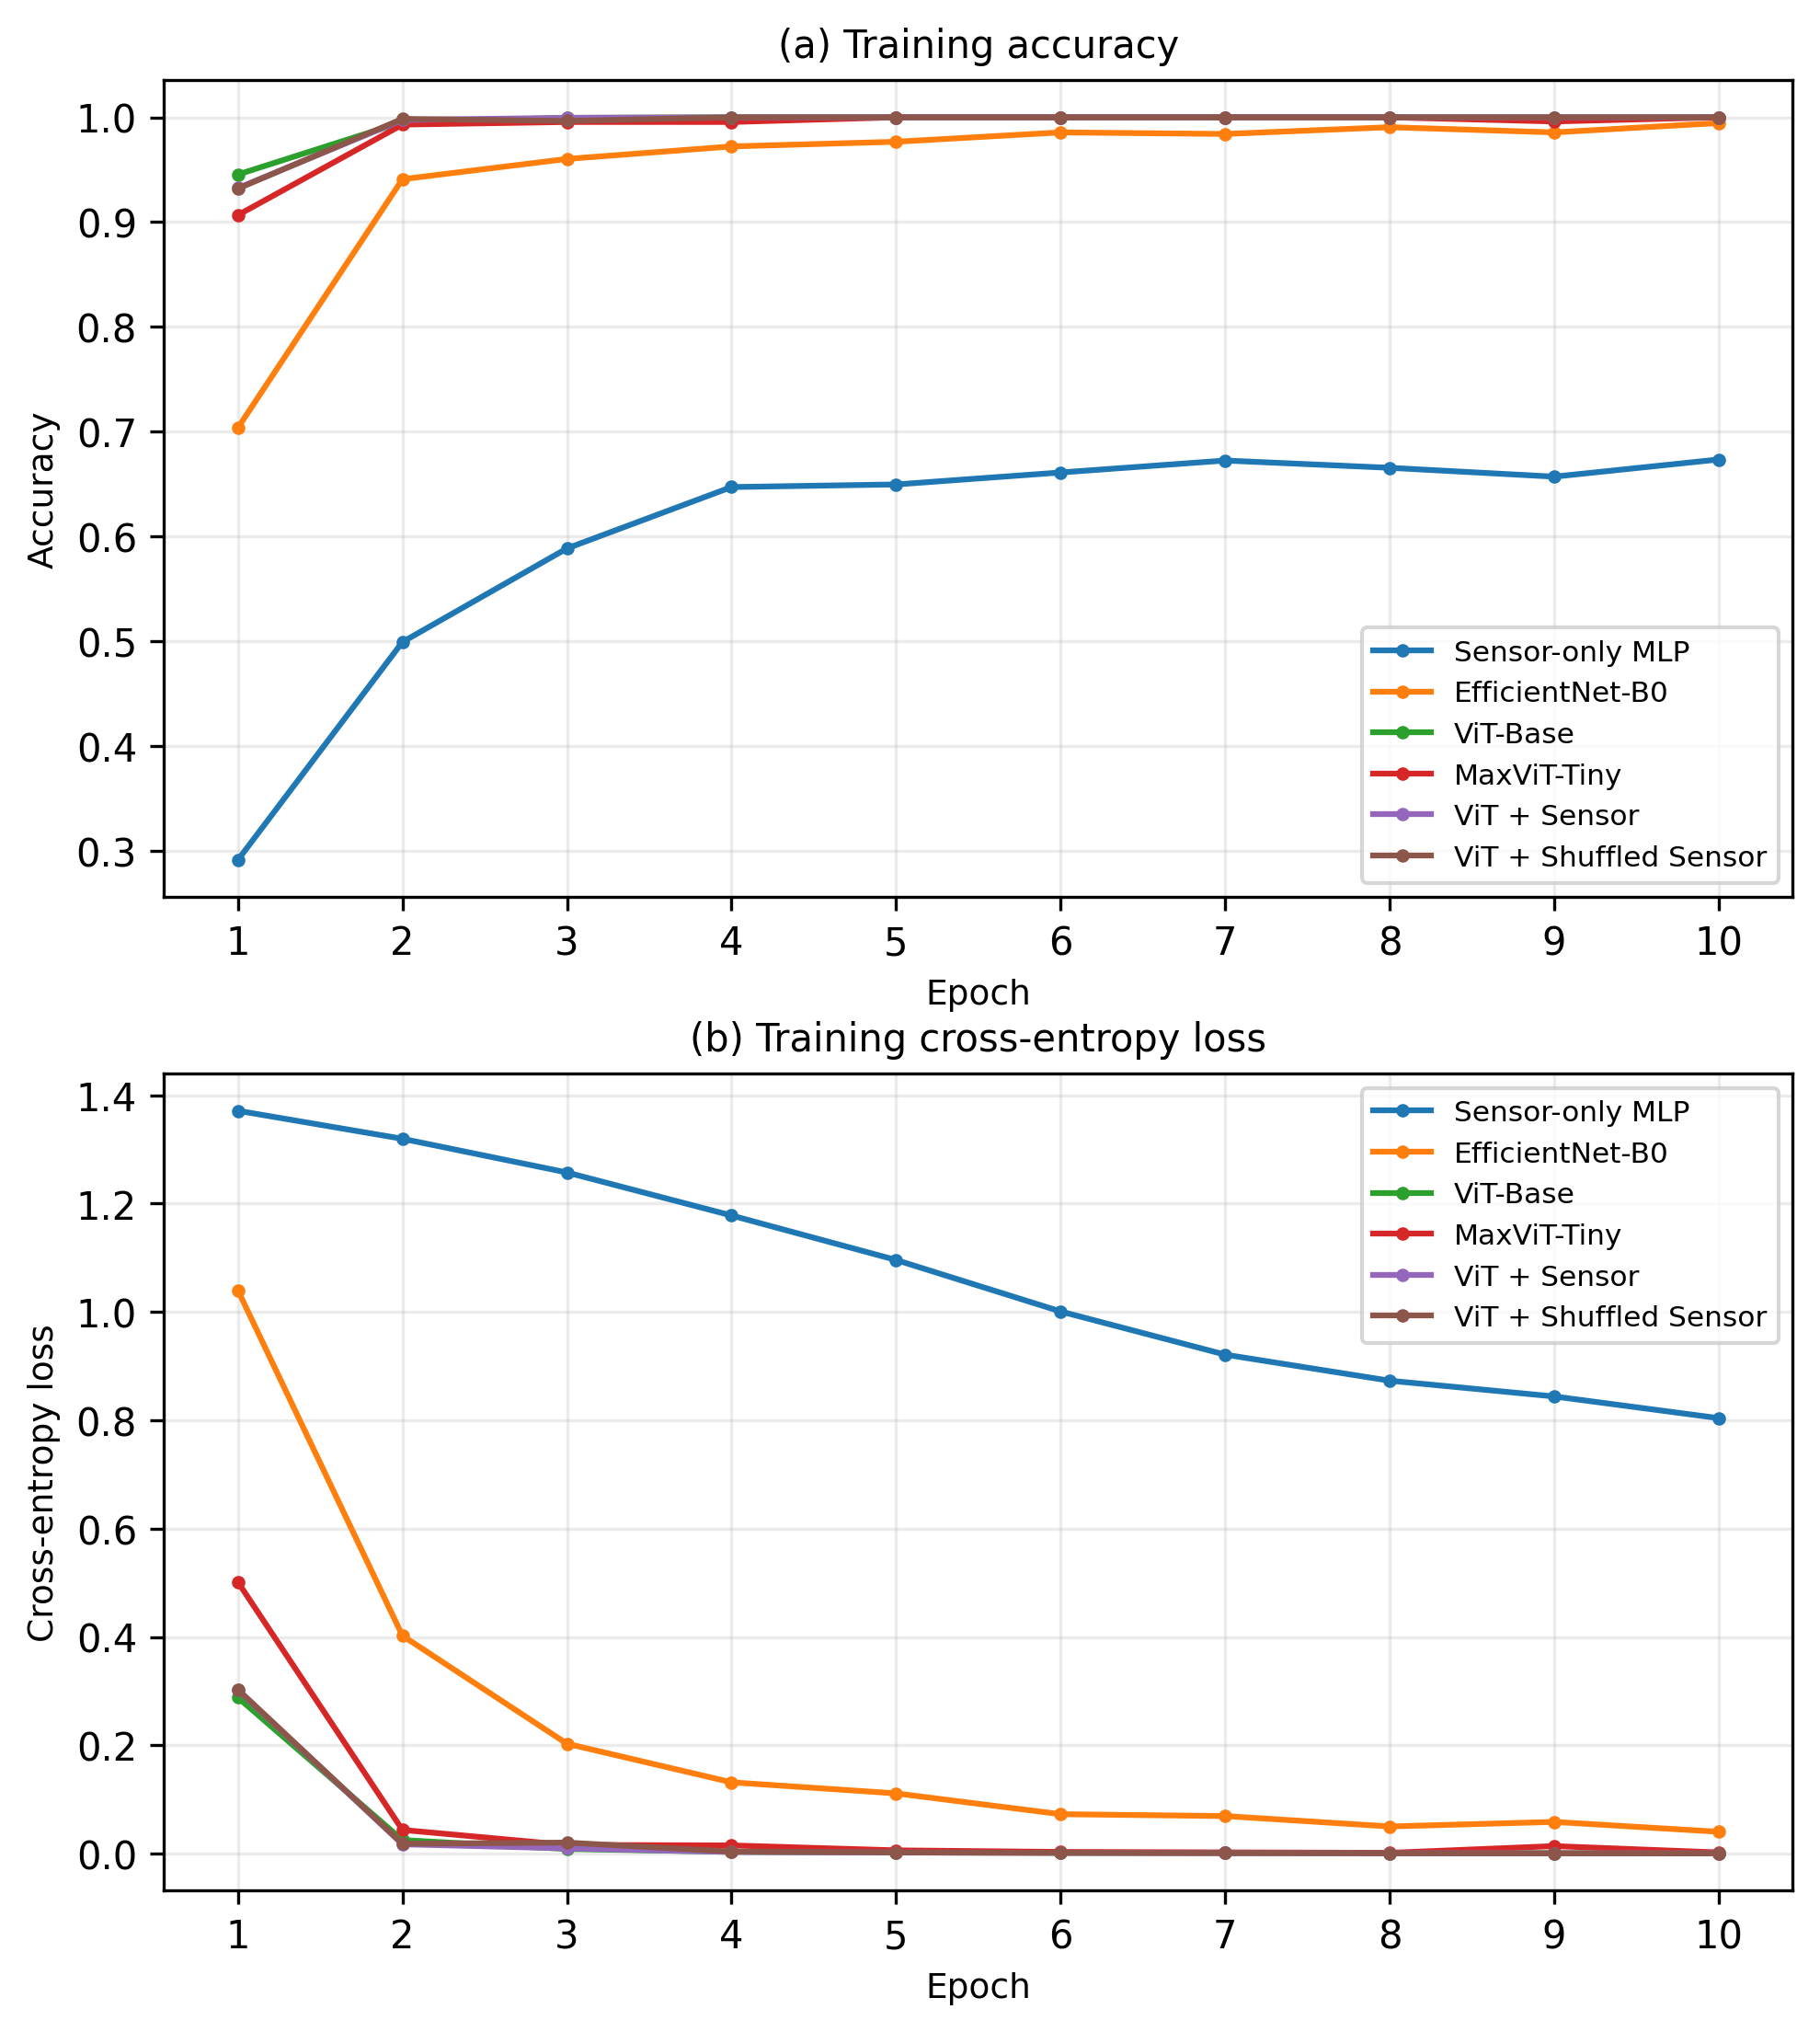 (a) Training accuracy
1.0
0.9
0.8
0.7
0.6
0.5
0.4
0.3
Accuracy
Sensor-only MLP
EfficientNet-B0
ViT-Base
MaxViT-Tiny
ViT + Sensor
ViT + Shuffled Sensor
1 2 3 4 5 6 7 8 9 10
Epoch
(b) Training cross-entropy loss
1.4
1.2
1.0
0.8
0.6
0.4
0.2
0.0
Cross-entropy loss
Sensor-only MLP
EfficientNet-B0
ViT-Base
MaxViT-Tiny
ViT + Sensor
ViT + Shuffled Sensor
1 2 3 4 5 6 7 8 9 10
Epoch